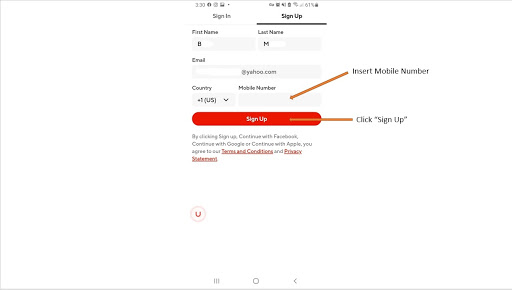 3:30
61%
Sign In Sign Up
First Name Last Name
B M
Email
@yahoo.com
Insert Mobile Number
Country Mobile Number
+1 (US)
Sign Up
Click “Sign Up”
By clicking Sign up, Continue with Facebook,
Continue with Google or Continue with Apple, you
agree to our Terms and Conditions and Privacy
Statement.
U